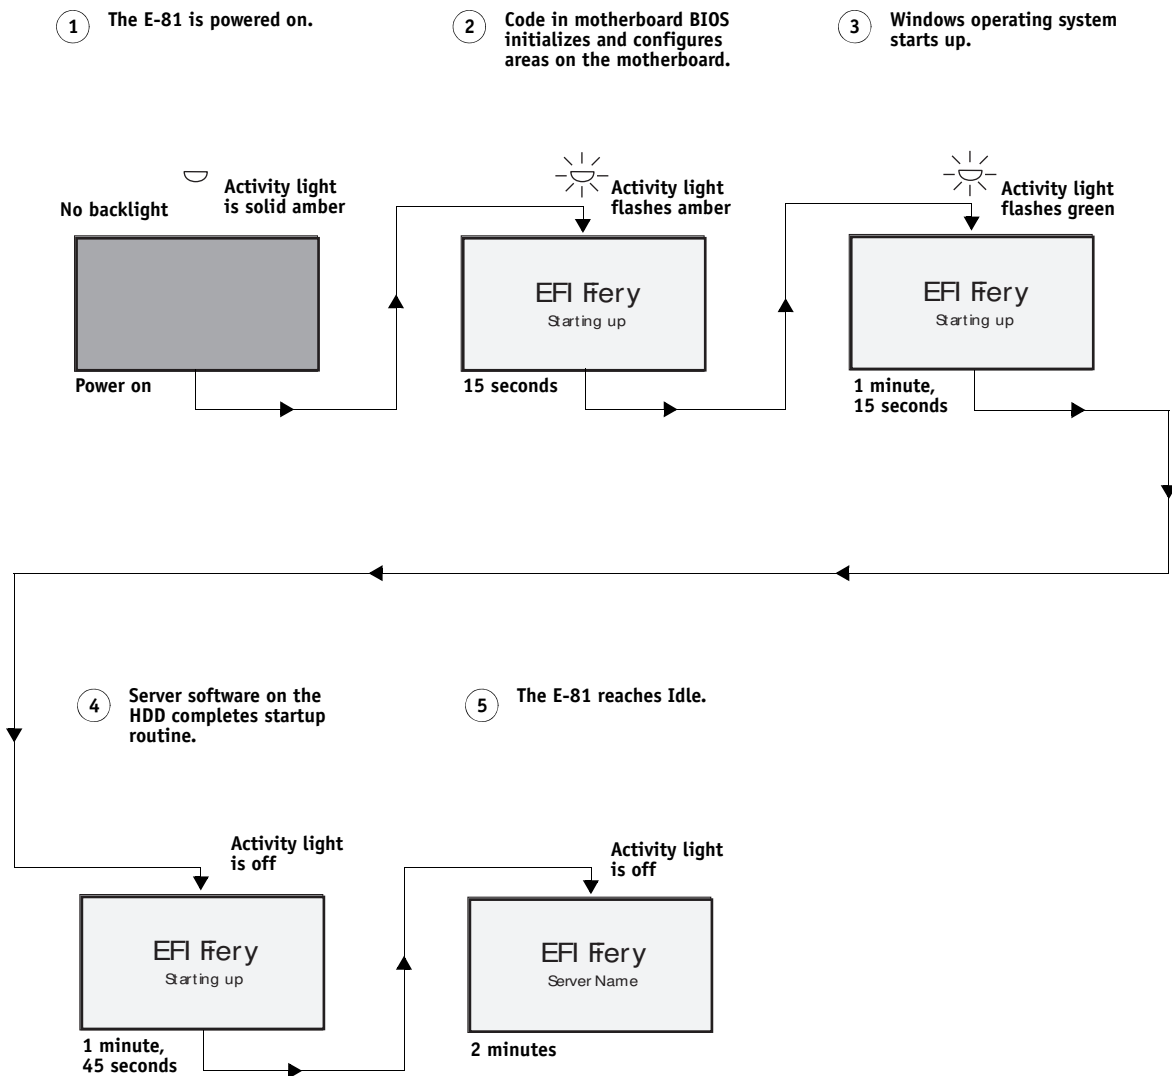 1 The E-81 is powered on.
2 Code in motherboard BIOS
initializes and configures
areas on the motherboard.
3 Windows operating system
starts up.
No backlight
Activity light
is solid amber
Power on
Activity light
flashes amber
EFI Fiery
Starting up
15 seconds
Activity light
flashes green
EFI Fiery
Starting up
1 minute,
15 seconds
4 Server software on the
HDD completes startup
routine.
5 The E-81 reaches Idle.
Activity light
is off
EFI Fiery
Starting up
1 minute,
45 seconds
Activity light
is off
EFI Fiery
Server Name
2 minutes